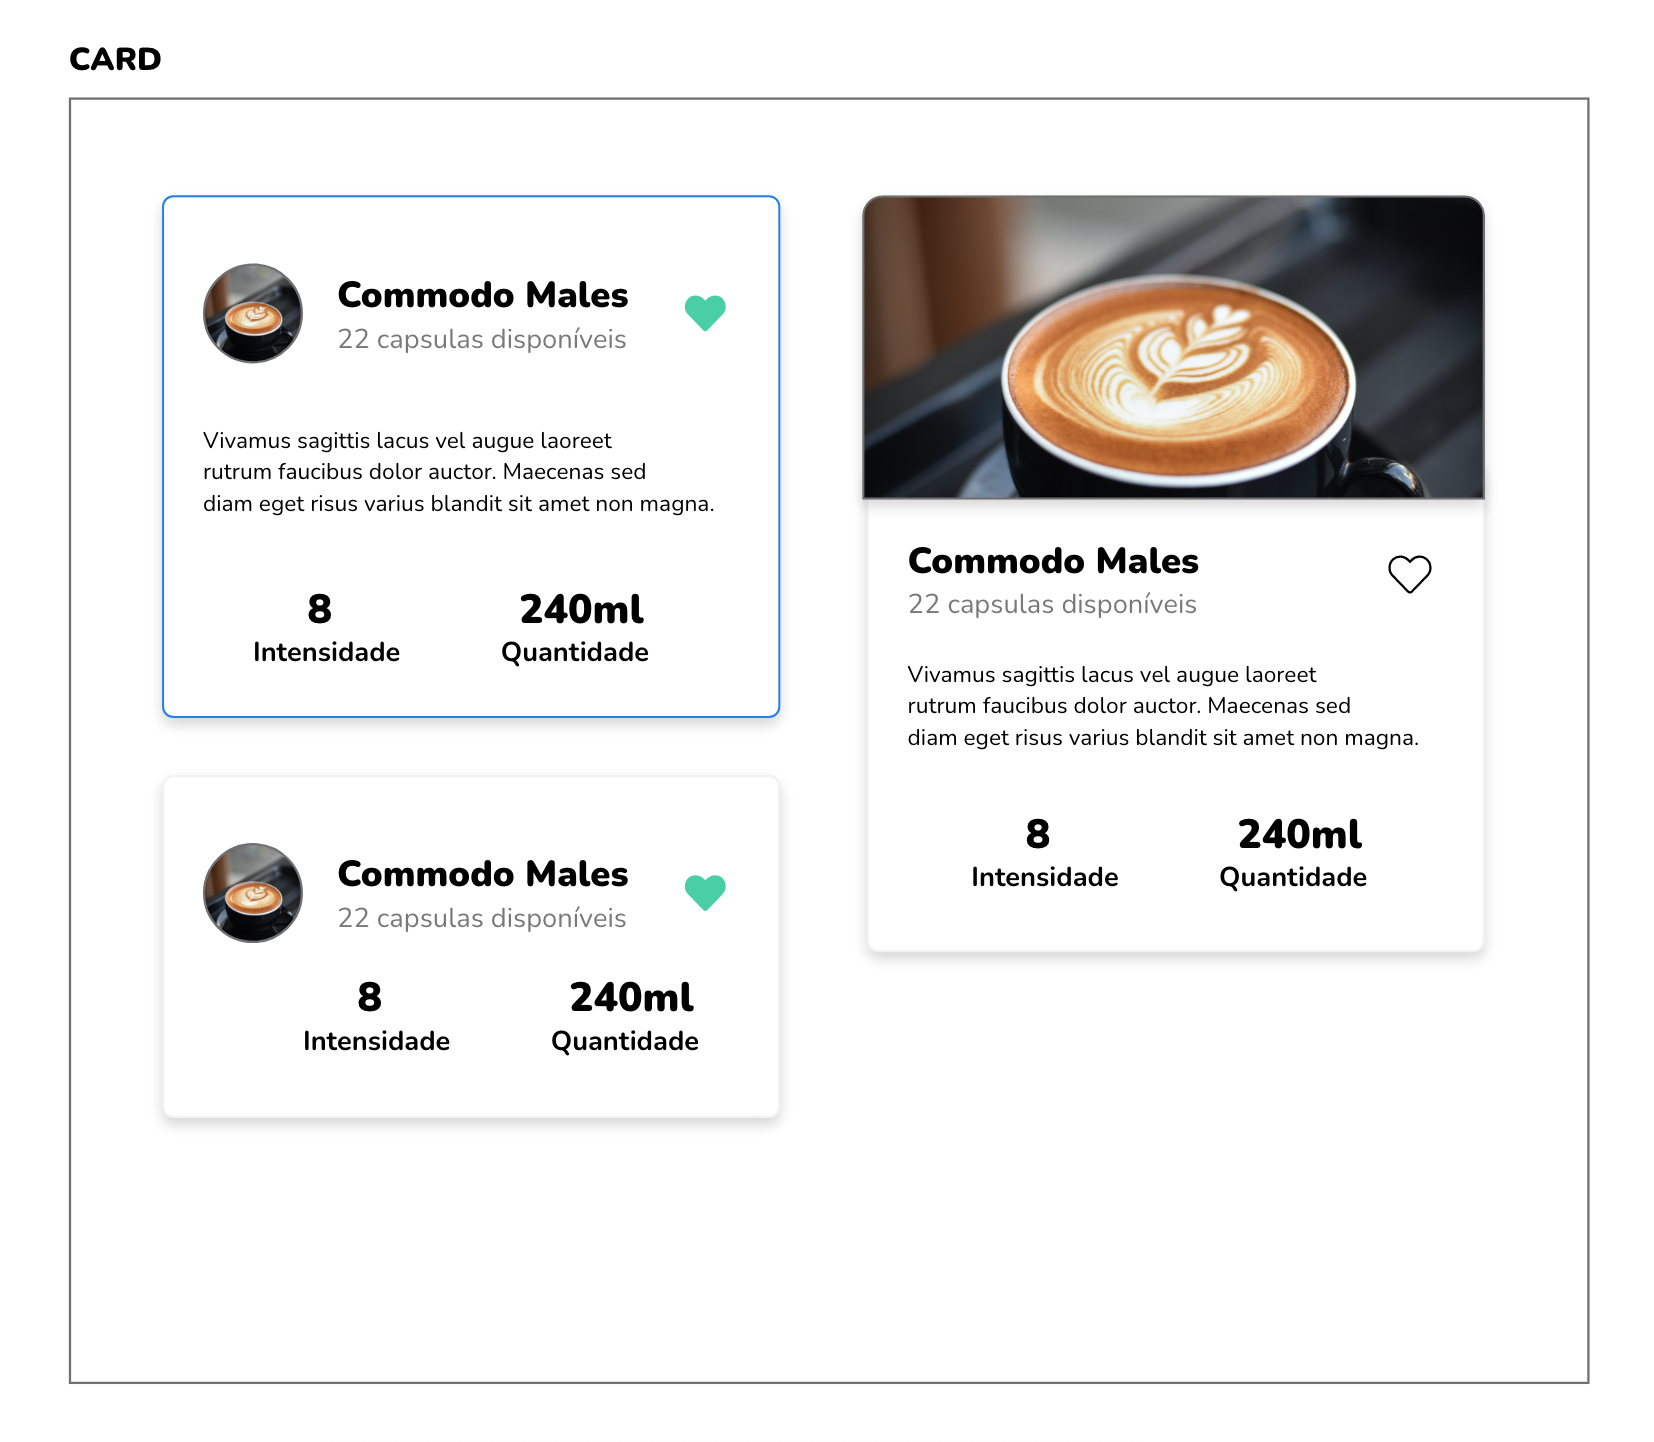 CARD
Commodo Males
22 capsulas disponíveis
Vivamus sagittis lacus vel augue laoreet
rutrum faucibus dolor auctor. Maecenas sed
diam eget risus varius blandit sit amet non magna.
8
Intensidade
240ml
Quantidade
Commodo Males
22 capsulas disponíveis
8
Intensidade
240ml
Quantidade
Commodo Males
22 capsulas disponíveis
Vivamus sagittis lacus vel augue laoreet
rutrum faucibus dolor auctor. Maecenas sed
diam eget risus varius blandit sit amet non magna.
8
Intensidade
240ml
Quantidade